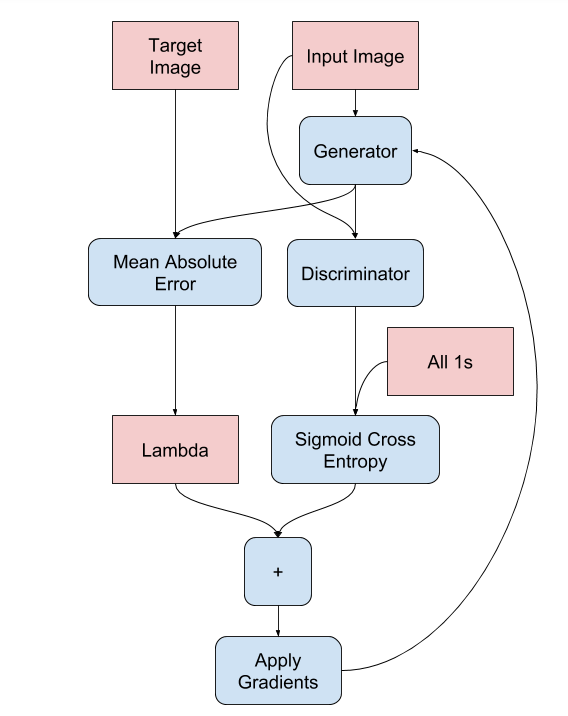 Target
Image
Input Image
Generator
Mean Absolute
Error
Discriminator
All 1s
Lambda
Sigmoid Cross
Entropy
+
Apply
Gradients